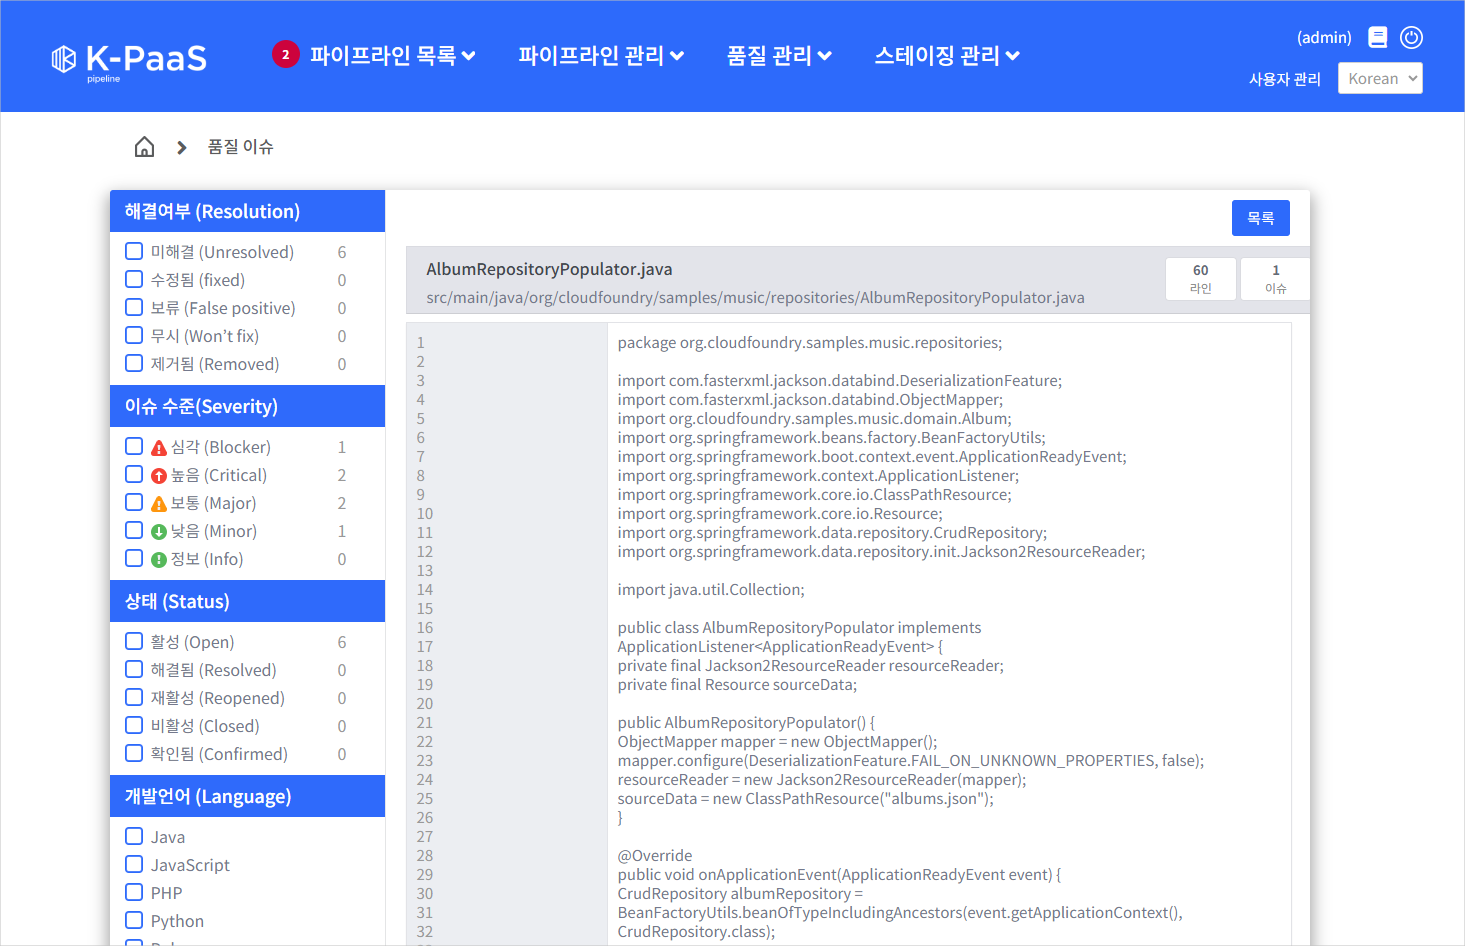 K-PaaS
pipeline
2 파이프라인 목록
파이프라인 관리
품질 관리
스테이징 관리
(admin)
사용자 관리
Korean
품질 이슈
해결여부 (Resolution)
미해결 (Unresolved) 6
수정됨 (fixed) 0
보류 (False positive) 0
무시 (Won't fix) 0
제거됨 (Removed) 0
이슈 수준(Severity)
심각 (Blocker) 1
높음 (Critical) 2
보통 (Major) 2
낮음 (Minor) 1
정보 (Info) 0
상태 (Status)
활성 (Open) 6
해결됨 (Resolved) 0
재활성 (Reopened) 0
비활성 (Closed) 0
확인됨 (Confirmed) 0
개발언어 (Language)
Java
JavaScript
PHP
Python
목록
AlbumRepositoryPopulator.java
src/main/java/org/cloudfoundry/samples/music/repositories/AlbumRepositoryPopulator.java
60
라인
1
이슈
1 package org.cloudfoundry.samples.music.repositories;
2
3 import com.fasterxml.jackson.databind.DeserializationFeature;
4 import com.fasterxml.jackson.databind.ObjectMapper;
5 import org.cloudfoundry.samples.music.domain.Album;
6 import org.springframework.beans.factory.BeanFactoryUtils;
7 import org.springframework.boot.context.event.ApplicationReadyEvent;
8 import org.springframework.context.ApplicationListener;
9 import org.springframework.core.io.ClassPathResource;
10 import org.springframework.core.io.Resource;
11 import org.springframework.data.repository.CrudRepository;
12 import org.springframework.data.repository.init.Jackson2ResourceReader;
13
14 import java.util.Collection;
15
16 public class AlbumRepositoryPopulator implements
17 ApplicationListener<ApplicationReadyEvent> {
18 private final Jackson2ResourceReader resourceReader;
19 private final Resource sourceData;
20
21 public AlbumRepositoryPopulator() {
22 ObjectMapper mapper = new ObjectMapper();
23 mapper.configure(DeserializationFeature.FAIL_ON_UNKNOWN_PROPERTIES, false);
24 resourceReader = new Jackson2ResourceReader(mapper);
25 sourceData = new ClassPathResource("albums.json");
26 }
27
28 @Override
29 public void onApplicationEvent(ApplicationReadyEvent event) {
30 CrudRepository albumRepository =
31 BeanFactoryUtils.beanOfTypeIncludingAncestors(event.getApplicationContext(),
32 CrudRepository.class);